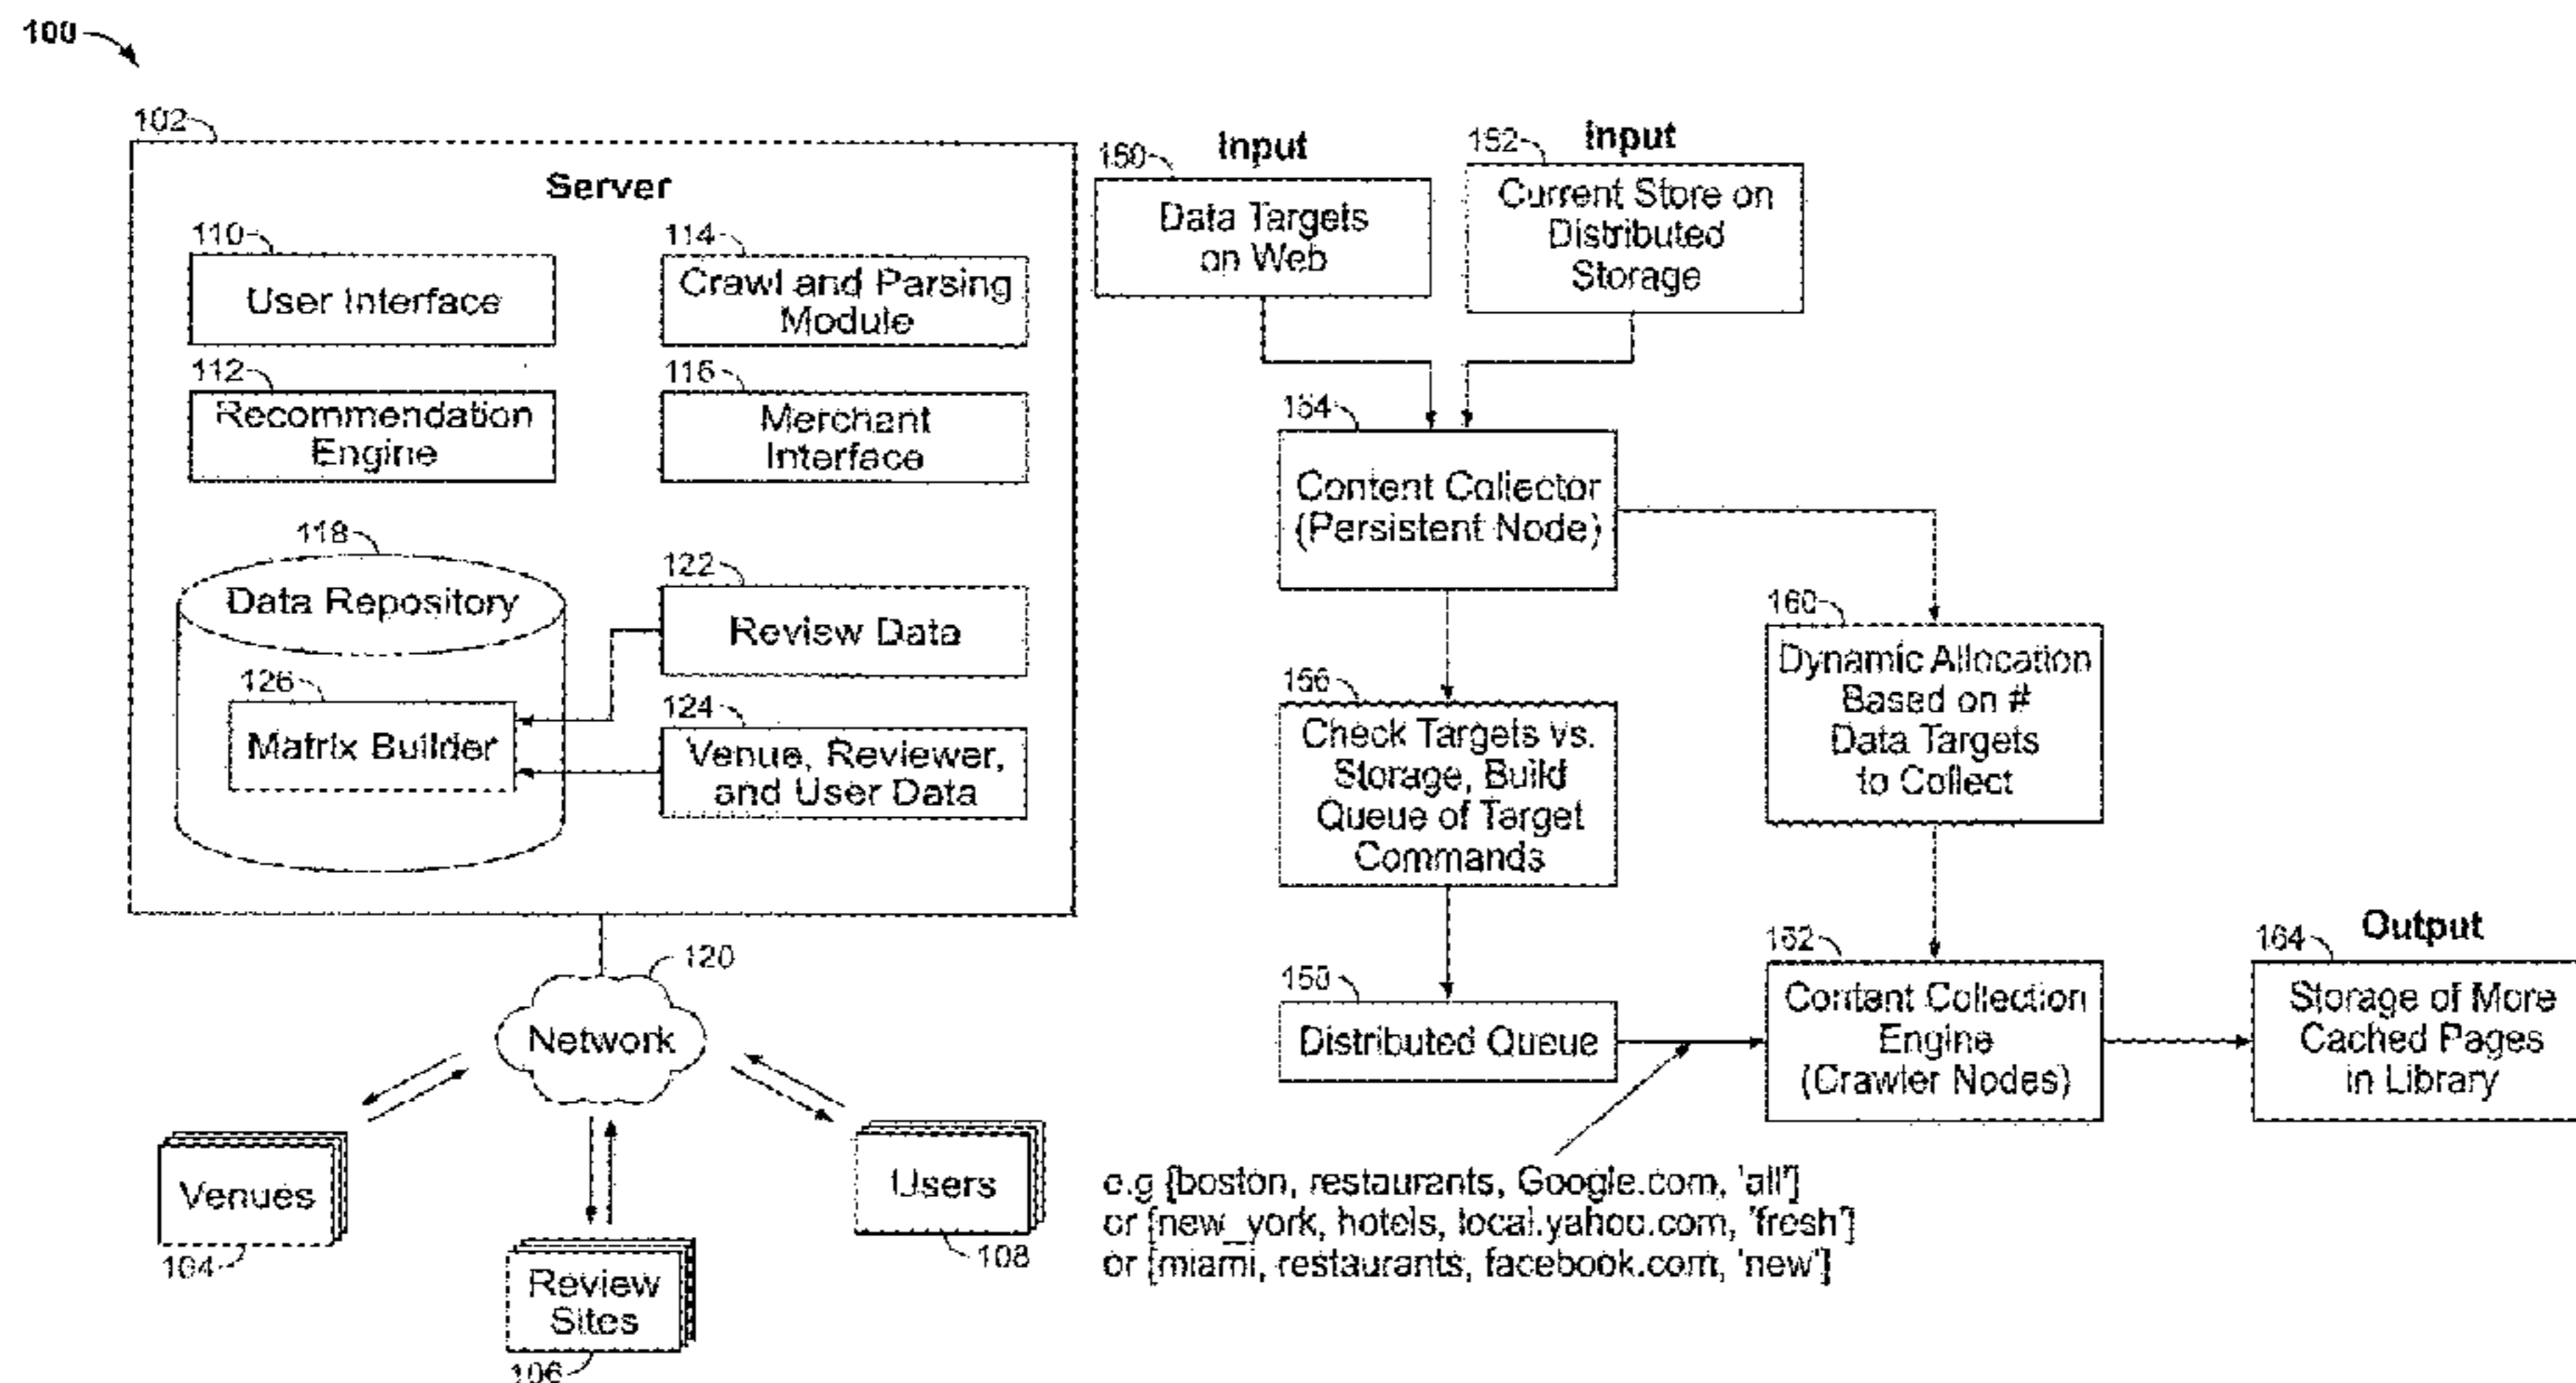 100
102
Server
110
User Interface
114
Crawl and Parsing
Module
112
Recommendation
Engine
116
Merchant
Interface
118
Data Repository
122
Review Data
126
Matrix Builder
124
Venue, Reviewer,
and User Data
120
Network
Venues
104
Review
Sites
106
Users
108
150
Input
Data Targets
on Web
152
Input
Current Store on
Distributed
Storage
154
Content Collector
(Persistent Node)
156
Check Targets vs.
Storage, Build
Queue of Target
Commands
160
Dynamic Allocation
Based on #
Data Targets
to Collect
158
Distributed Queue
162
Content Collection
Engine
(Crawler Nodes)
164
Output
Storage of More
Cached Pages
in Library
e.g [boston, restaurants, Google.com, 'all']
or [new_york, hotels, local.yahoo.com, 'fresh']
or [miami, restaurants, facebook.com, 'new']